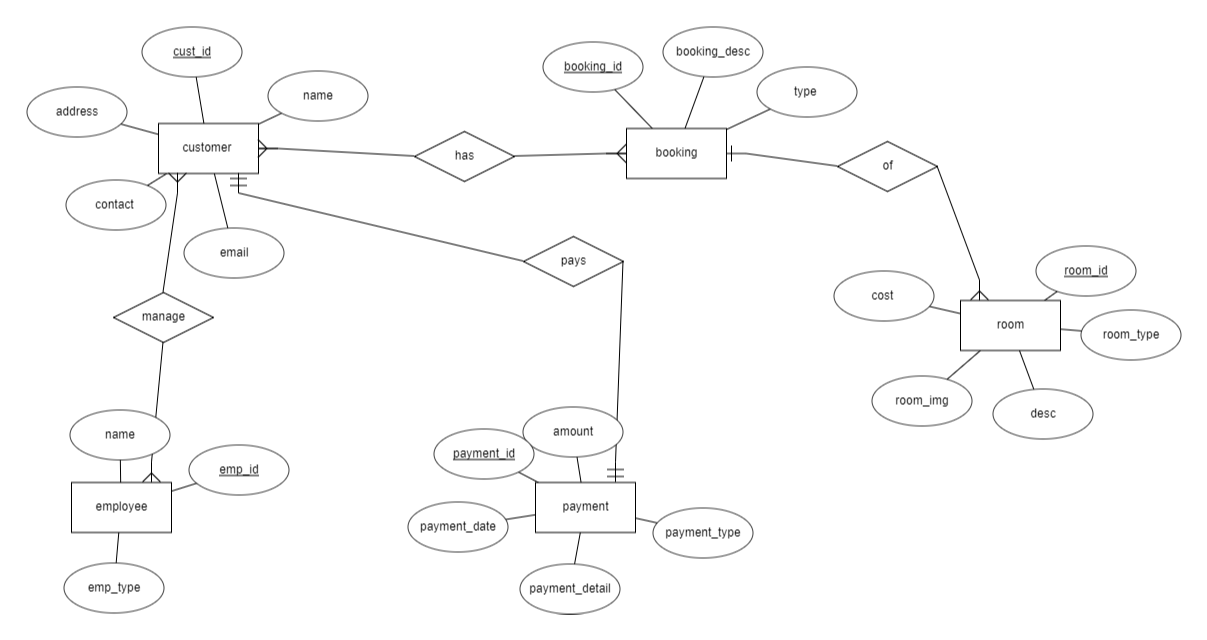 cust_id
booking_desc
booking_id
name
type
address
customer
has
booking
of
contact
email
pays
room_id
cost
manage
room
room_type
room_img
desc
name
amount
payment_id
emp_id
employee
payment
payment_date
payment_type
emp_type
payment_detail